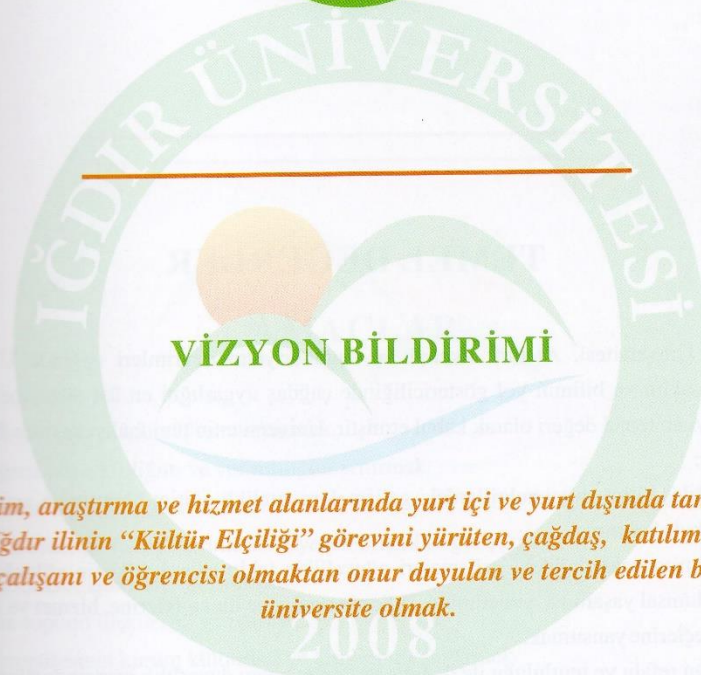 IĞDIR ÜNİVERSİTESİ
VİZYON BİLDİRİMİ
araştırma ve hizmet alanlarında yurt içi ve yurt dışında
ilinin “Kültür Elçiliği” görevini yürüten, çağdaş,
çalışanı ve öğrencisi olmaktan onur duyulan ve tercih edilen
üniversite olmak.
2008